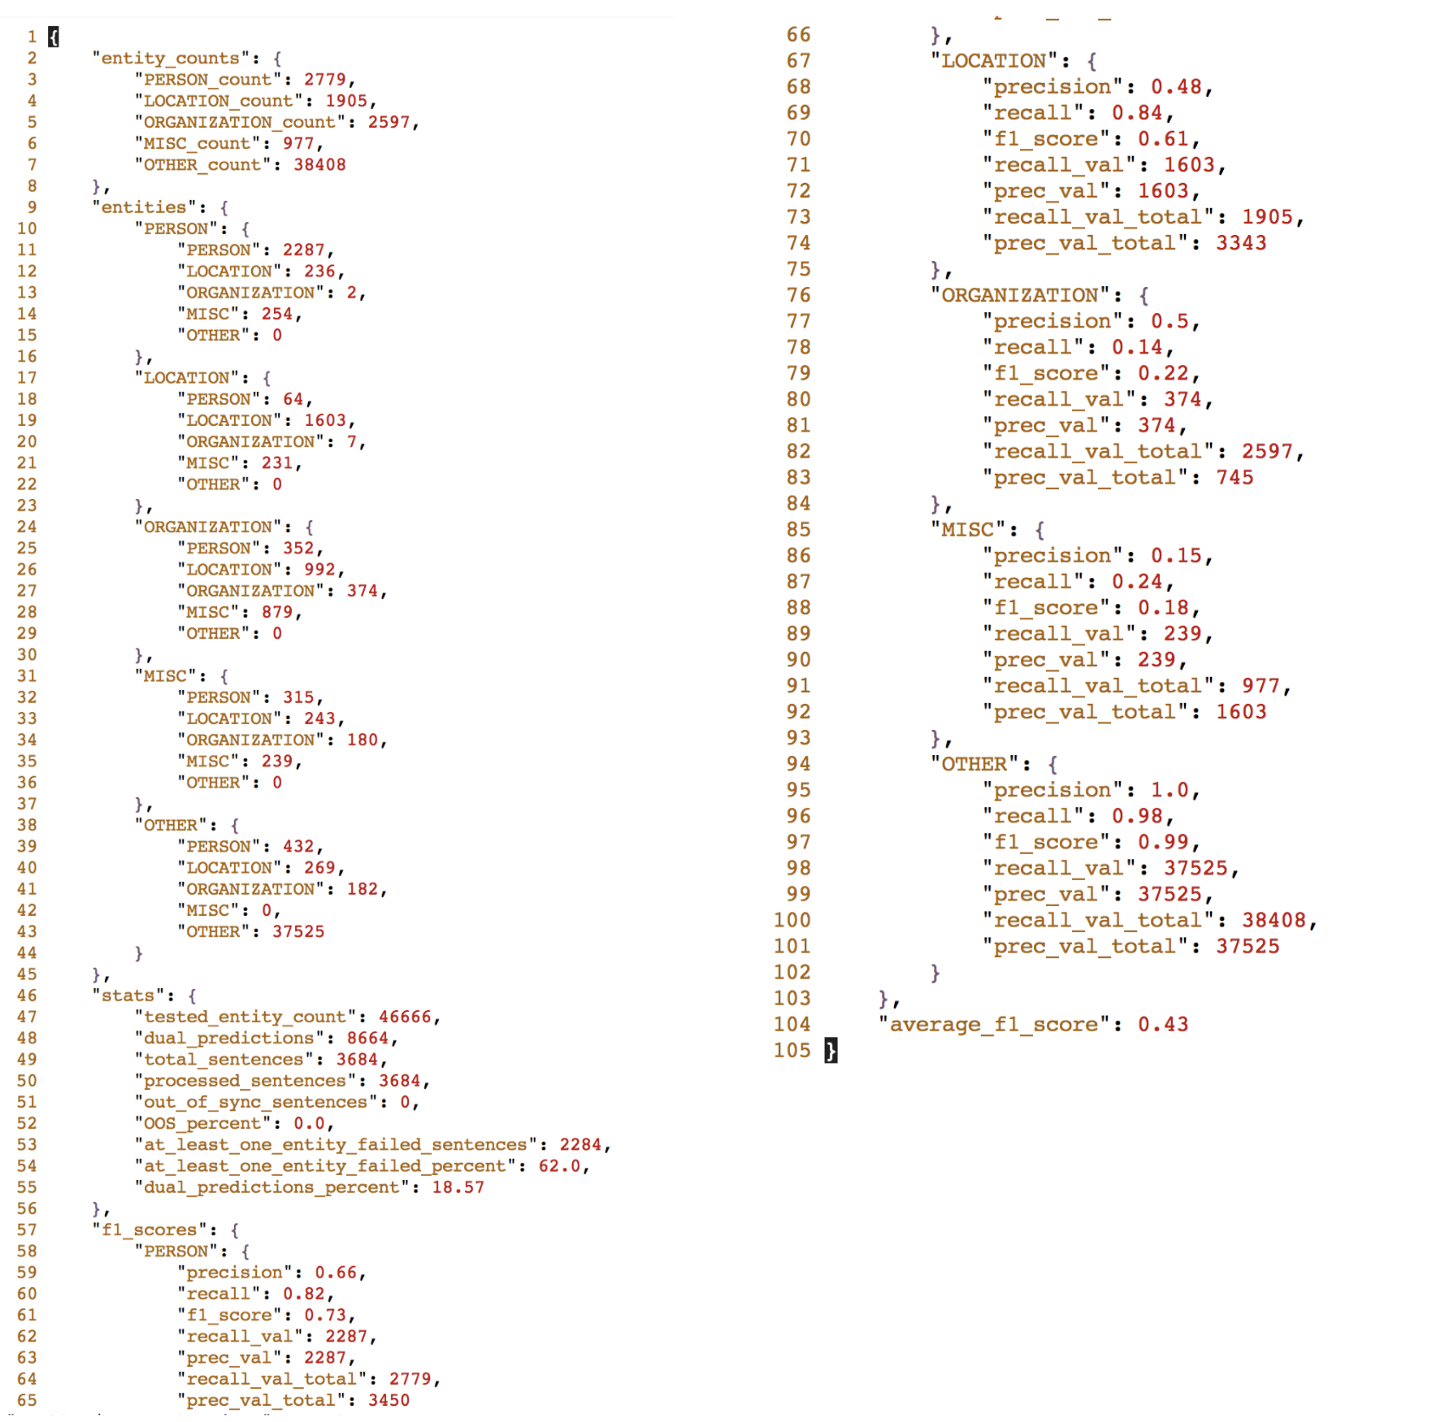 1 {
2 "entity_counts": {
3 "PERSON_count": 2779,
4 "LOCATION_count": 1905,
5 "ORGANIZATION_count": 2597,
6 "MISC_count": 977,
7 "OTHER_count": 38408
8 },
9 "entities": {
10 "PERSON": {
11 "PERSON": 2287,
12 "LOCATION": 236,
13 "ORGANIZATION": 2,
14 "MISC": 254,
15 "OTHER": 0
16 },
17 "LOCATION": {
18 "PERSON": 64,
19 "LOCATION": 1603,
20 "ORGANIZATION": 7,
21 "MISC": 231,
22 "OTHER": 0
23 },
24 "ORGANIZATION": {
25 "PERSON": 352,
26 "LOCATION": 992,
27 "ORGANIZATION": 374,
28 "MISC": 879,
29 "OTHER": 0
30 },
31 "MISC": {
32 "PERSON": 315,
33 "LOCATION": 243,
34 "ORGANIZATION": 180,
35 "MISC": 239,
36 "OTHER": 0
37 },
38 "OTHER": {
39 "PERSON": 432,
40 "LOCATION": 269,
41 "ORGANIZATION": 182,
42 "MISC": 0,
43 "OTHER": 37525
44 }
45 },
46 "stats": {
47 "tested_entity_count": 46666,
48 "dual_predictions": 8664,
49 "total_sentences": 3684,
50 "processed_sentences": 3684,
51 "out_of_sync_sentences": 0,
52 "OOS_percent": 0.0,
53 "at_least_one_entity_failed_sentences": 2284,
54 "at_least_one_entity_failed_percent": 62.0,
55 "dual_predictions_percent": 18.57
56 },
57 "f1_scores": {
58 "PERSON": {
59 "precision": 0.66,
60 "recall": 0.82,
61 "f1_score": 0.73,
62 "recall_val": 2287,
63 "prec_val": 2287,
64 "recall_val_total": 2779,
65 "prec_val_total": 3450
66 },
67 "LOCATION": {
68 "precision": 0.48,
69 "recall": 0.84,
70 "f1_score": 0.61,
71 "recall_val": 1603,
72 "prec_val": 1603,
73 "recall_val_total": 1905,
74 "prec_val_total": 3343
75 },
76 "ORGANIZATION": {
77 "precision": 0.5,
78 "recall": 0.14,
79 "f1_score": 0.22,
80 "recall_val": 374,
81 "prec_val": 374,
82 "recall_val_total": 2597,
83 "prec_val_total": 745
84 },
85 "MISC": {
86 "precision": 0.15,
87 "recall": 0.24,
88 "f1_score": 0.18,
89 "recall_val": 239,
90 "prec_val": 239,
91 "recall_val_total": 977,
92 "prec_val_total": 1603
93 },
94 "OTHER": {
95 "precision": 1.0,
96 "recall": 0.98,
97 "f1_score": 0.99,
98 "recall_val": 37525,
99 "prec_val": 37525,
100 "recall_val_total": 38408,
101 "prec_val_total": 37525
102 }
103 },
104 "average_f1_score": 0.43
105 }